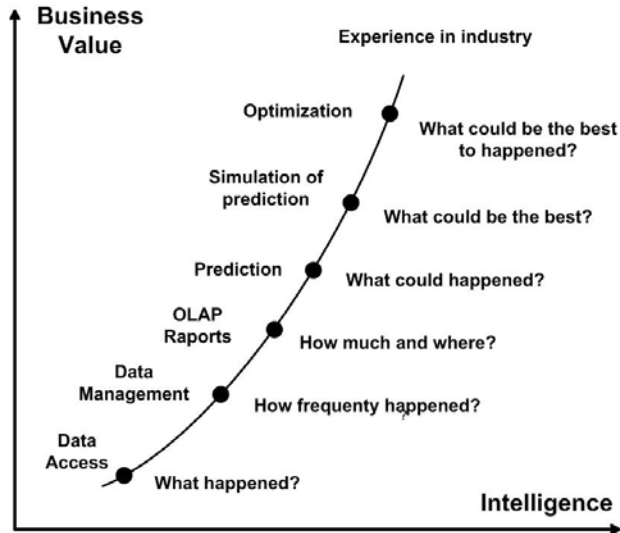 Business
Value
Experience in industry
Optimization
What could be the best
to happened?
Simulation of
prediction
What could be the best?
Prediction
What could happened?
OLAP
Raports
How much and where?
Data
Management
How frequenty happened?
Data
Access
What happened?
Intelligence